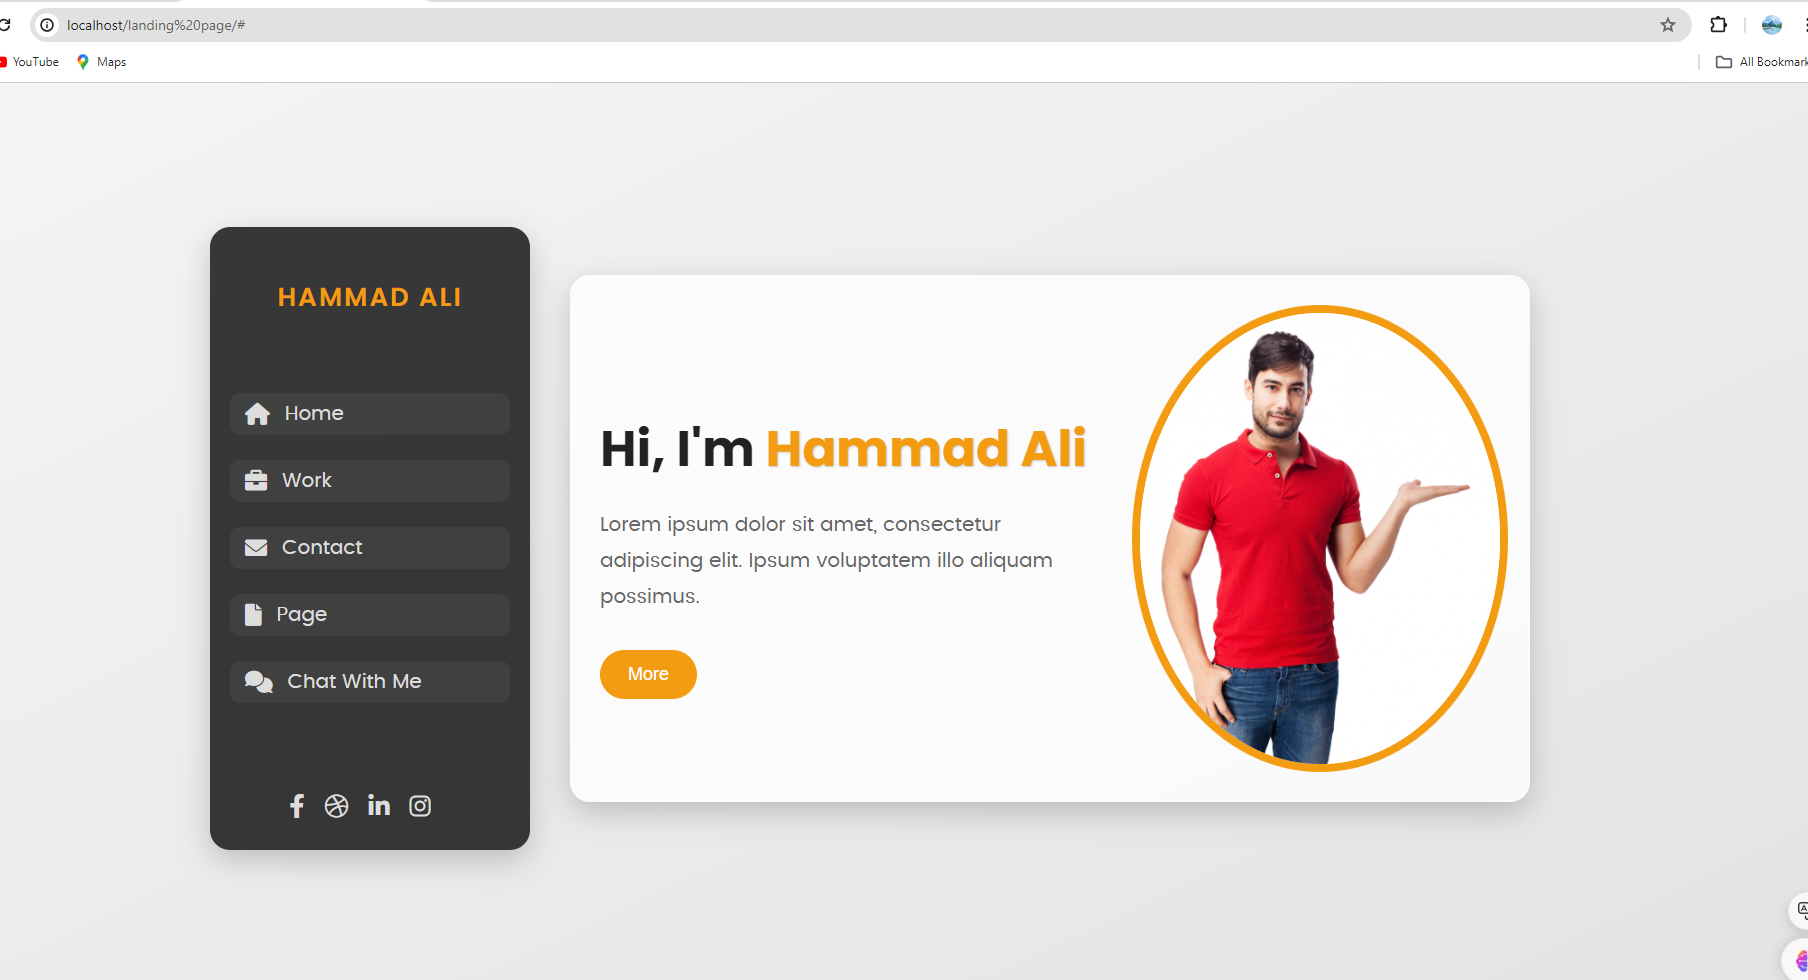 localhost/landing%20page/#
YouTube
Maps
All Bookmark
HAMMAD ALI
Home
Work
Contact
Page
Chat With Me
Hi, I'm Hammad Ali
Lorem ipsum dolor sit amet, consectetur
adipiscing elit. Ipsum voluptatem illo aliquam
possimus.
More